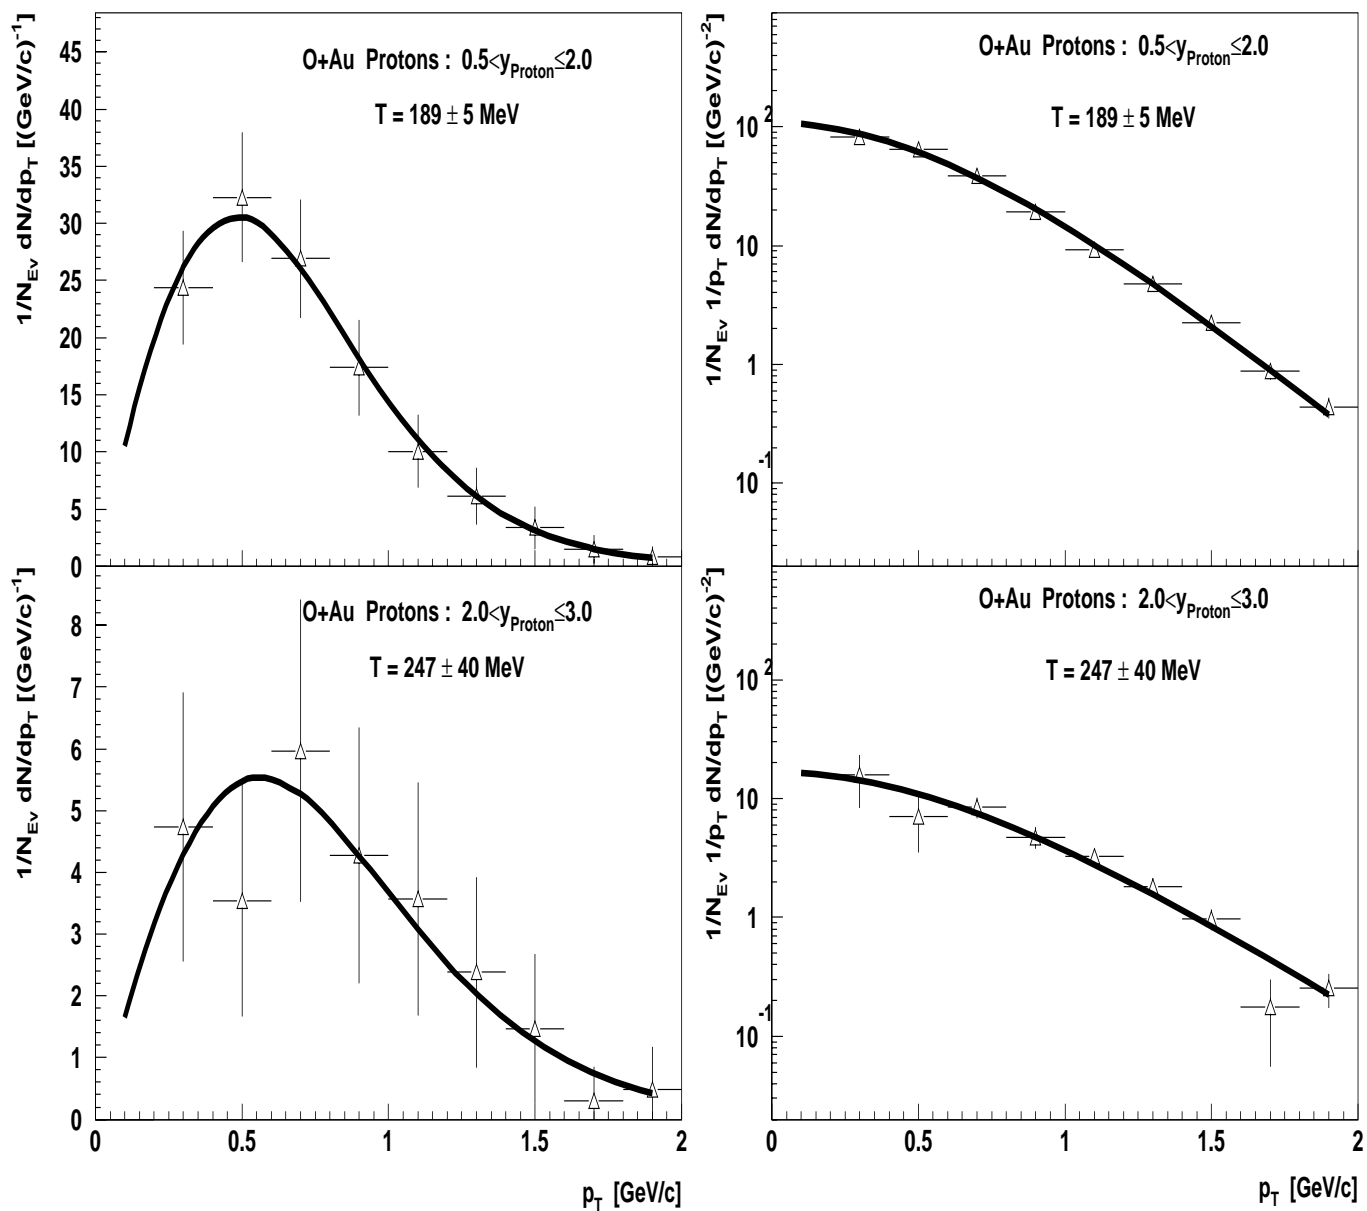 1/N_Ev dN/dp_T [(GeV/c)^-1]
45
40
35
30
25
20
15
10
5
0
O+Au Protons : 0.5<y_Proton≤2.0
T = 189 ± 5 MeV
1/N_Ev 1/p_T dN/dp_T [(GeV/c)^-2]
10^2
10
1
10^-1
O+Au Protons : 0.5<y_Proton≤2.0
T = 189 ± 5 MeV
1/N_Ev dN/dp_T [(GeV/c)^-1]
8
7
6
5
4
3
2
1
0
O+Au Protons : 2.0<y_Proton≤3.0
T = 247 ± 40 MeV
0 0.5 1 1.5 2
p_T [GeV/c]
1/N_Ev 1/p_T dN/dp_T [(GeV/c)^-2]
10^2
10
1
10^-1
O+Au Protons : 2.0<y_Proton≤3.0
T = 247 ± 40 MeV
0 0.5 1 1.5 2
p_T [GeV/c]